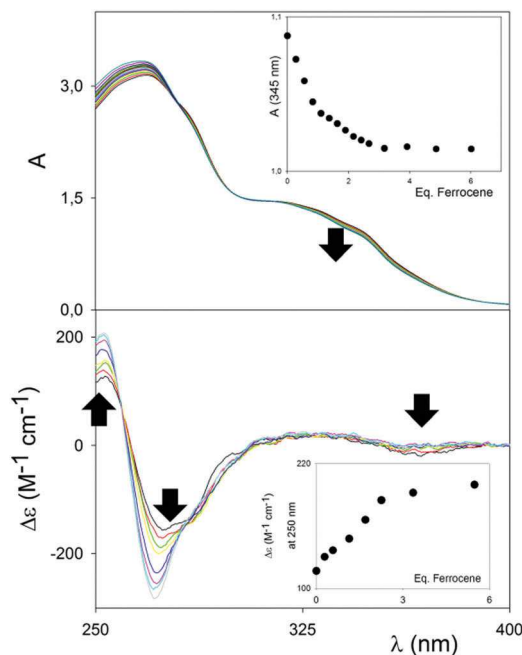 3,0
1,5
0,0
A
1,1
1,0
A (345 nm)
0
2
4
6
Eq. Ferrocene
200
0
-200
Δε (M⁻¹ cm⁻¹)
220
100
Δε (M⁻¹ cm⁻¹)
at 250 nm
Eq. Ferrocene
0
3
6
250
325
400
λ (nm)